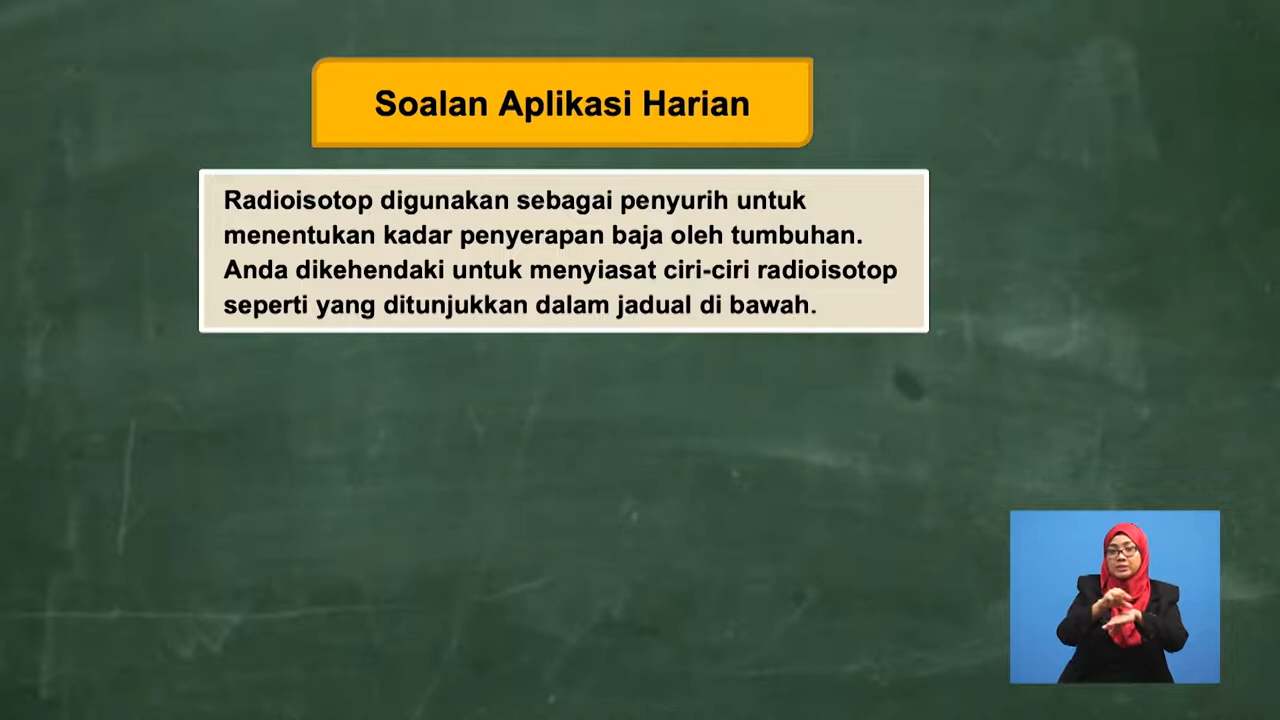 Soalan Aplikasi Harian
Radioisotop digunakan sebagai penyurih untuk
menentukan kadar penyerapan baja oleh tumbuhan.
Anda dikehendaki untuk menyiasat ciri-ciri radioisotop
seperti yang ditunjukkan dalam jadual di bawah.